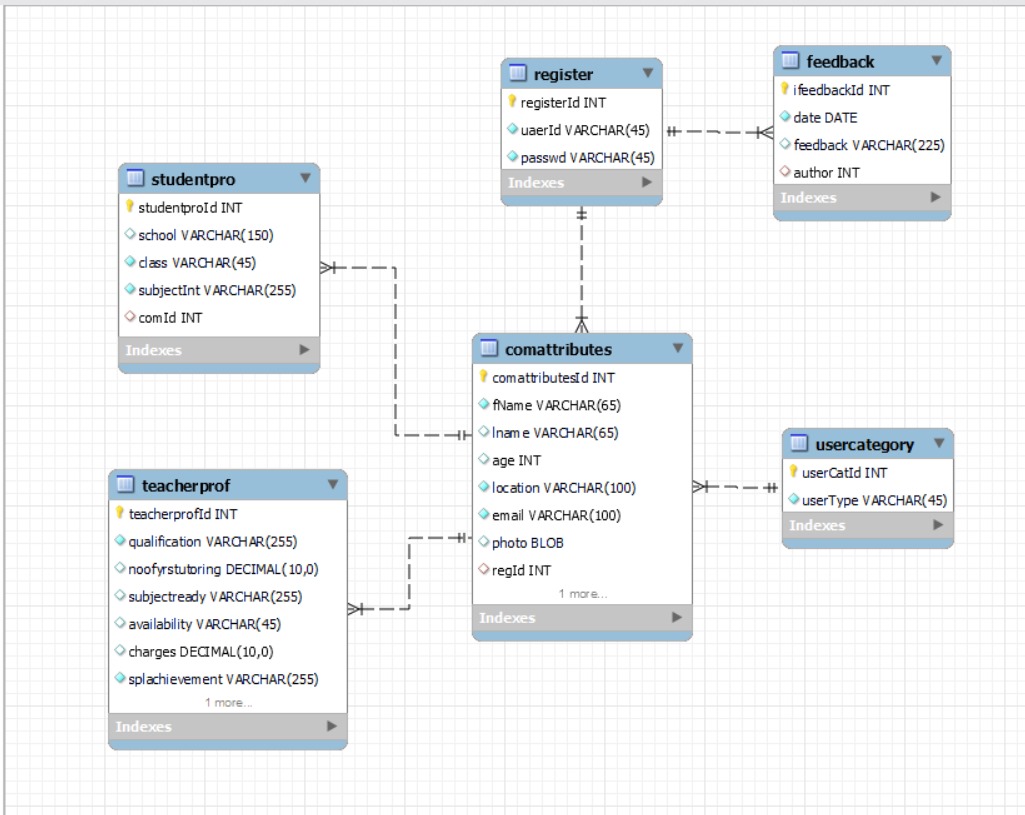 register
registerId INT
uaerId VARCHAR(45)
passwd VARCHAR(45)
Indexes
feedback
ifeedbackId INT
date DATE
feedback VARCHAR(225)
author INT
Indexes
studentpro
studentproId INT
school VARCHAR(150)
class VARCHAR(45)
subjectInt VARCHAR(255)
comId INT
Indexes
comattributes
comattributesId INT
fName VARCHAR(65)
lname VARCHAR(65)
age INT
location VARCHAR(100)
email VARCHAR(100)
photo BLOB
regId INT
1 more...
Indexes
usercategory
userCatId INT
userType VARCHAR(45)
Indexes
teacherprof
teacherprofId INT
qualification VARCHAR(255)
noofyrstutoring DECIMAL(10,0)
subjectready VARCHAR(255)
availability VARCHAR(45)
charges DECIMAL(10,0)
splachievement VARCHAR(255)
1 more...
Indexes